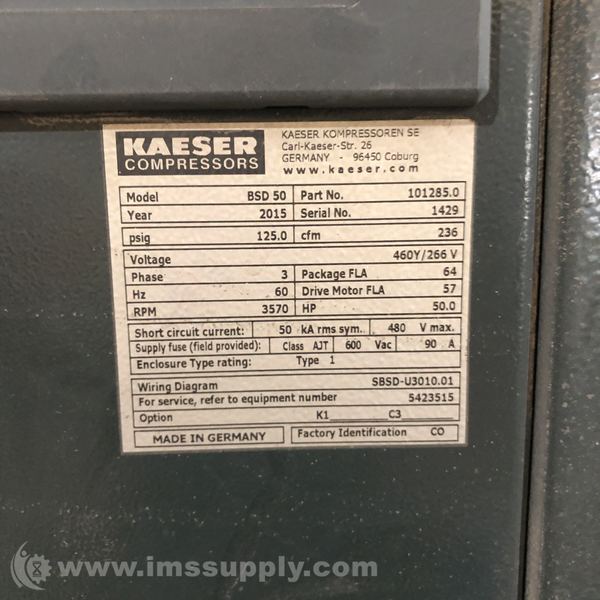 KAESER
COMPRESSORS
KAESER KOMPRESSOREN SE
Carl-Kaeser-Str. 26
GERMANY - 96450 Coburg
www.kaeser.com
Model BSD 50 Part No. 101285.0
Year 2015 Serial No. 1429
psig 125.0 cfm 236
Voltage 460Y/266 V
Phase 3 Package FLA 64
Hz 60 Drive Motor FLA 57
RPM 3570 HP 50.0
Short circuit current: 50 kA rms sym. 480 V max.
Supply fuse (field provided): Class AJT 600 Vac 90 A
Enclosure Type rating: Type 1
Wiring Diagram SBSD-U3010.01
For service, refer to equipment number 5423515
Option K1 C3
MADE IN GERMANY Factory Identification CO
www.imssupply.com